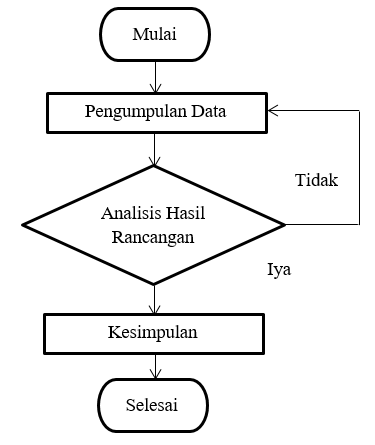 Mulai
Pengumpulan Data
Tidak
Analisis Hasil
Rancangan
Iya
Kesimpulan
Selesai